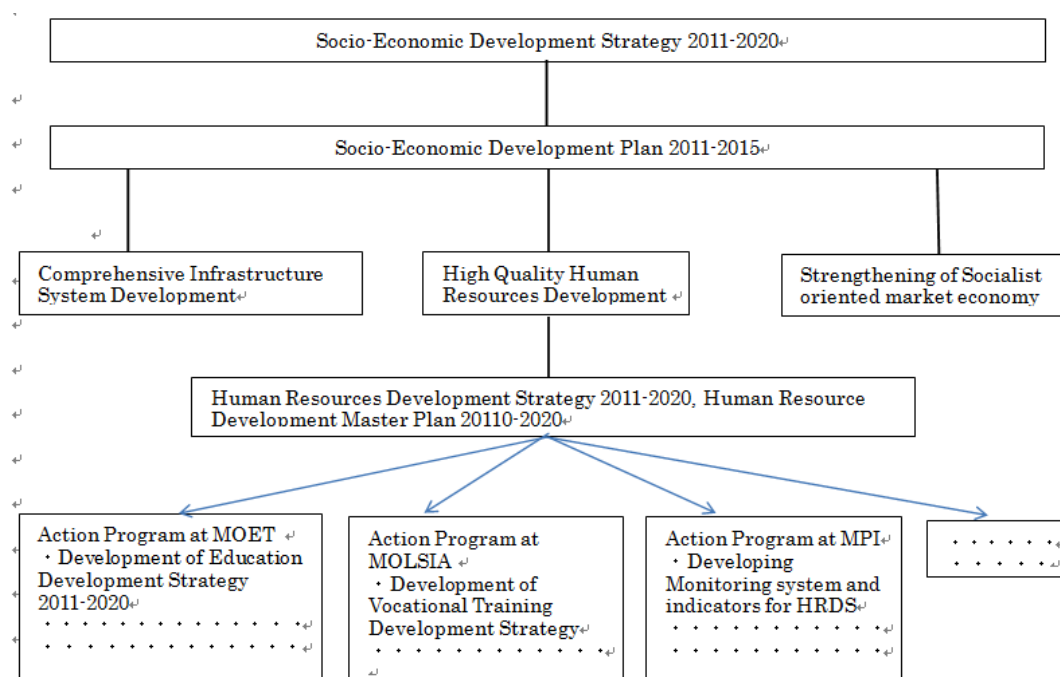 Socio-Economic Development Strategy 2011-2020
Socio-Economic Development Plan 2011-2015
Comprehensive Infrastructure
System Development
High Quality Human
Resources Development
Strengthening of Socialist
oriented market economy
Human Resources Development Strategy 2011-2020, Human Resource
Development Master Plan 20110-2020
Action Program at MOET
・Development of Education
Development Strategy
2011-2020
・・・・・・・・・・・・・・
・・・・・・・・・・・・・・
Action Program at
MOLSIA
・Development of
Vocational Training
Development Strategy
・・・・・・・・・・・・
Action Program at MPI
・Developing
Monitoring system and
indicators for HRDS
・・・・・・・・・・・
・・・・・・・・・・・
・・・・・・
・・・・・・